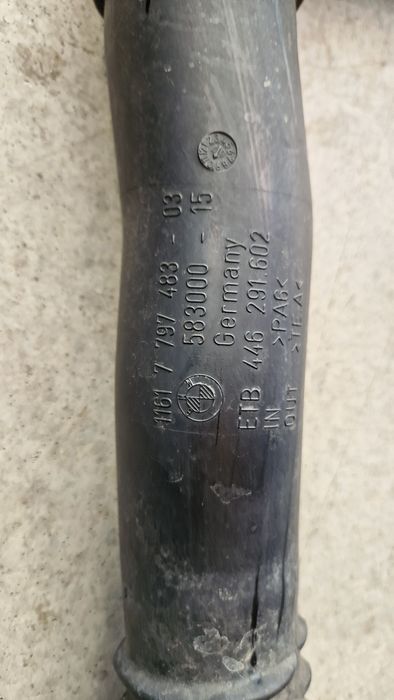 1161 7 797 483 - 03
583000 - 15
Germany
ETB 446 291.602
IN >PA6<
OUT >TEA<